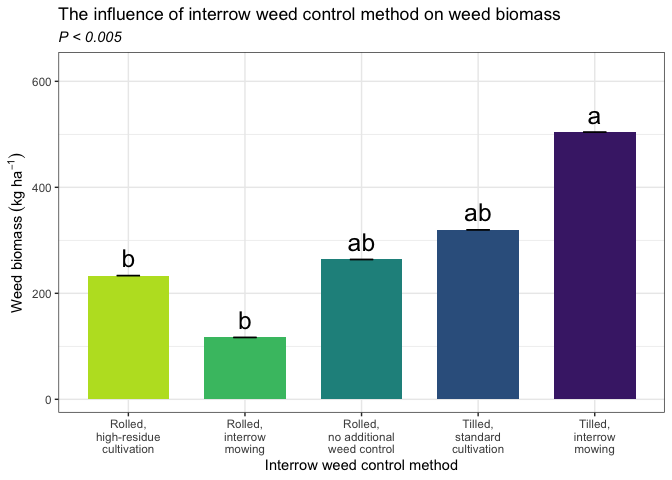 The influence of interrow weed control method on weed biomass
P < 0.005
Weed biomass (kg ha⁻¹)
600
400
200
0
b
b
ab
ab
a
Rolled,
high-residue
cultivation
Rolled,
interrow
mowing
Rolled,
no additional
weed control
Tilled,
standard
cultivation
Tilled,
interrow
mowing
Interrow weed control method